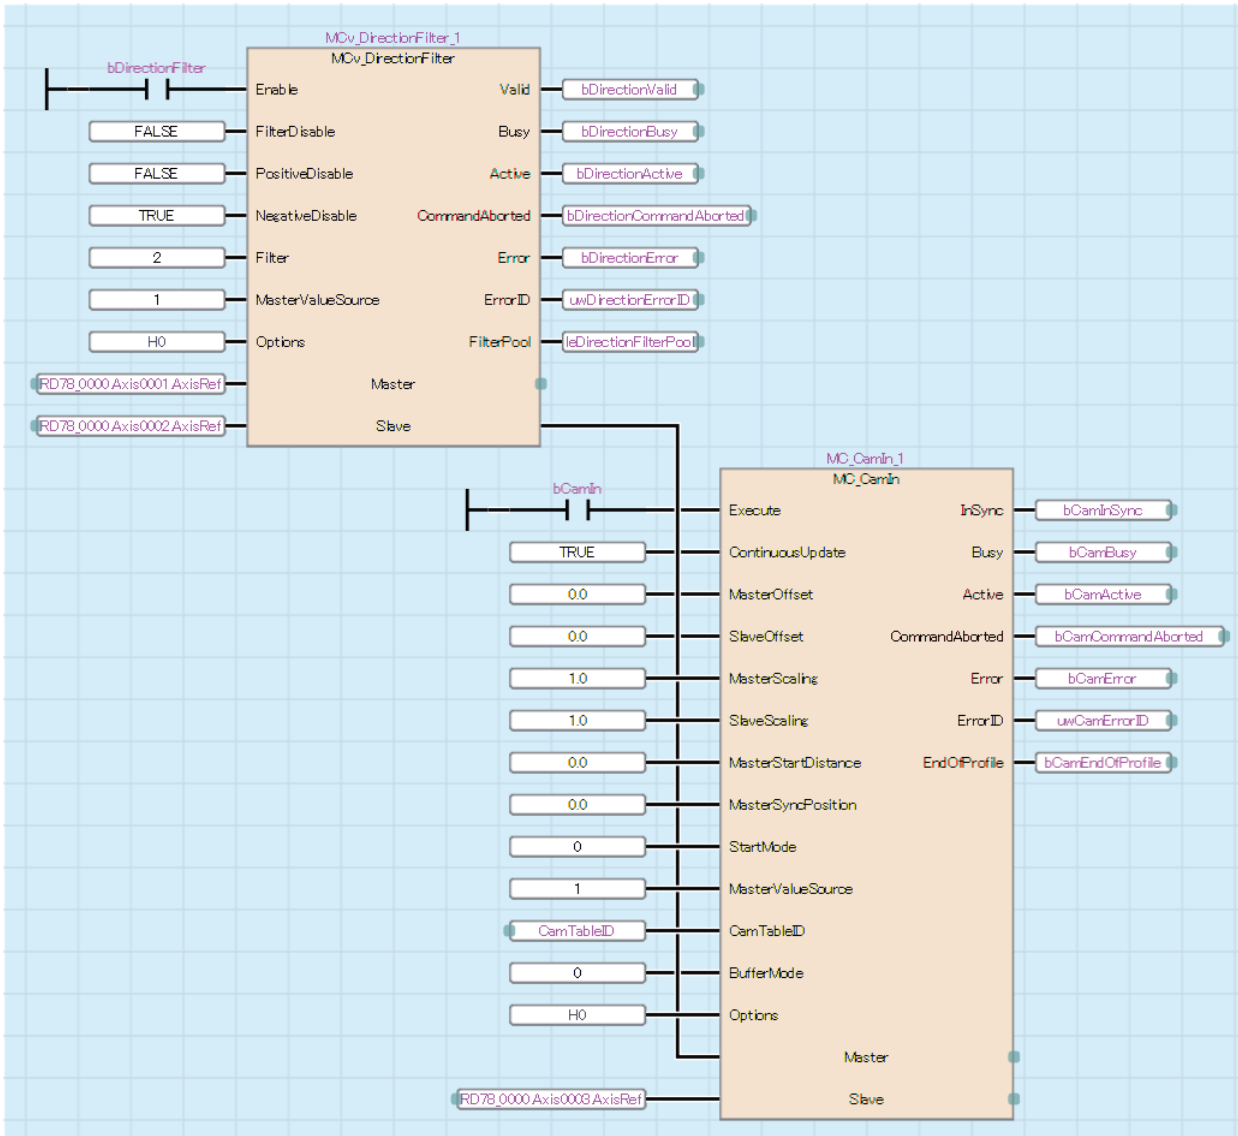 MCv_DirectionFilter_1
MCv_DirectionFilter
bDirectionFilter
Enable Valid bDirectionValid
FALSE FilterDisable Busy bDirectionBusy
FALSE PositiveDisable Active bDirectionActive
TRUE NegativeDisable CommandAborted bDirectionCommandAborted
2 Filter Error bDirectionError
1 MasterValueSource ErrorID uwDirectionErrorID
H0 Options FilterPool leDirectionFilterPool
RD78_0000.Axis0001.AxisRef Master
RD78_0000.Axis0002.AxisRef Slave
MC_CamIn_1
MC_CamIn
bCamIn
Execute InSync bCamInSync
TRUE ContinuousUpdate Busy bCamBusy
0.0 MasterOffset Active bCamActive
0.0 SlaveOffset CommandAborted bCamCommandAborted
1.0 MasterScaling Error bCamError
1.0 SlaveScaling ErrorID uwCamErrorID
0.0 MasterStartDistance EndOfProfile bCamEndOfProfile
0.0 MasterSyncPosition
0 StartMode
1 MasterValueSource
CamTableID CamTableID
0 BufferMode
H0 Options
Master
RD78_0000.Axis0003.AxisRef Slave